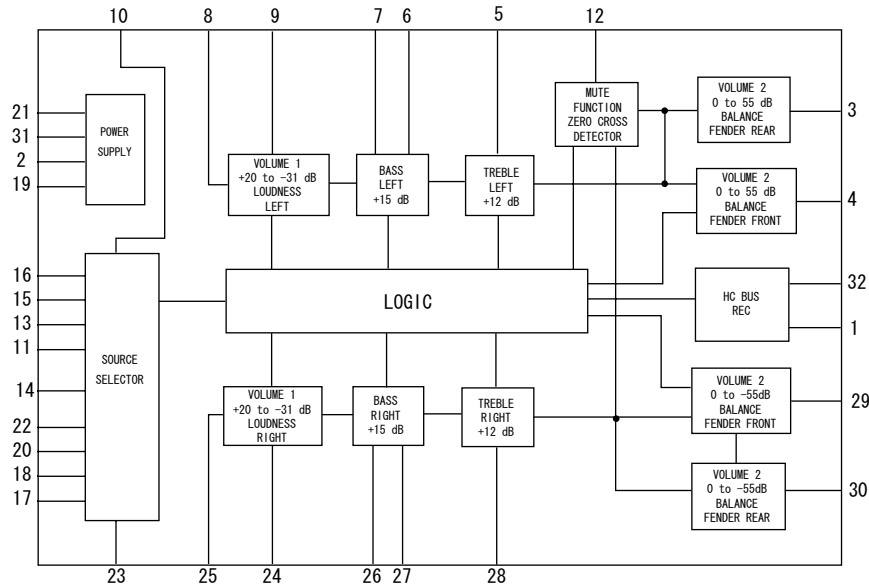 10
8
9
7
6
5
12
21
31
2
19
POWER
SUPPLY
VOLUME 1
+20 to -31 dB
LOUDNESS
LEFT
BASS
LEFT
+15 dB
TREBLE
LEFT
+12 dB
MUTE
FUNCTION
ZERO CROSS
DETECTOR
VOLUME 2
0 to 55 dB
BALANCE
FENDER REAR
3
VOLUME 2
0 to 55 dB
BALANCE
FENDER FRONT
4
16
15
13
11
14
22
20
18
17
SOURCE
SELECTOR
LOGIC
HC BUS
REC
32
1
VOLUME 1
+20 to -31 dB
LOUDNESS
RIGHT
BASS
RIGHT
+15 dB
TREBLE
RIGHT
+12 dB
VOLUME 2
0 to -55dB
BALANCE
FENDER FRONT
29
VOLUME 2
0 to -55dB
BALANCE
FENDER REAR
30
23
25
24
26
27
28